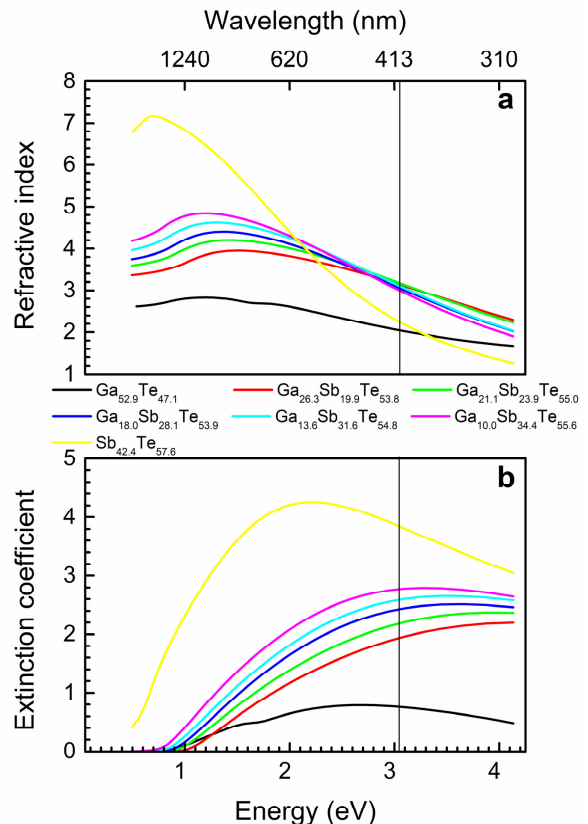 Wavelength (nm)
1240 620 413 310
a
8
7
6
5
4
3
2
1
Refractive index
Ga52.9Te47.1 Ga26.3Sb19.9Te53.8 Ga21.1Sb23.9Te55.0
Ga18.0Sb28.1Te53.9 Ga13.6Sb31.6Te54.8 Ga10.0Sb34.4Te55.6
Sb42.4Te57.6
b
5
4
3
2
1
0
Extinction coefficient
1 2 3 4
Energy (eV)